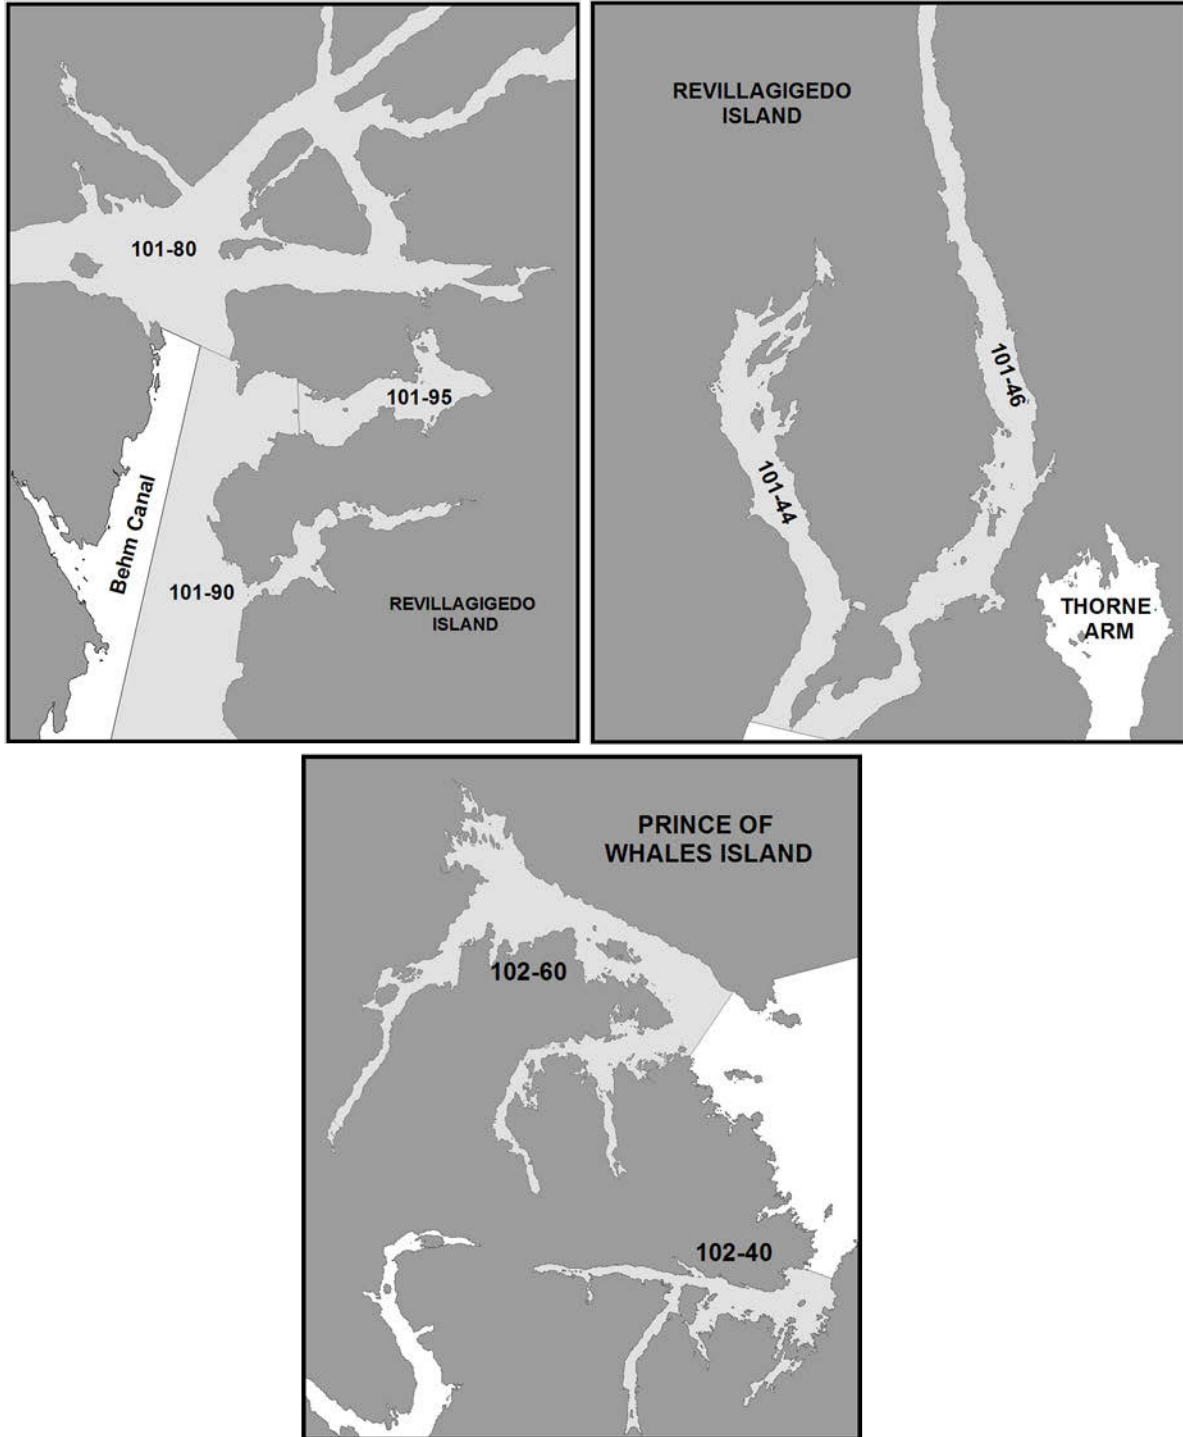 101-80
101-95
Behm Canal
101-90
REVILLAGIGEDO
ISLAND
REVILLAGIGEDO
ISLAND
101-46
101-44
THORNE
ARM
PRINCE OF
WHALES ISLAND
102-60
102-40